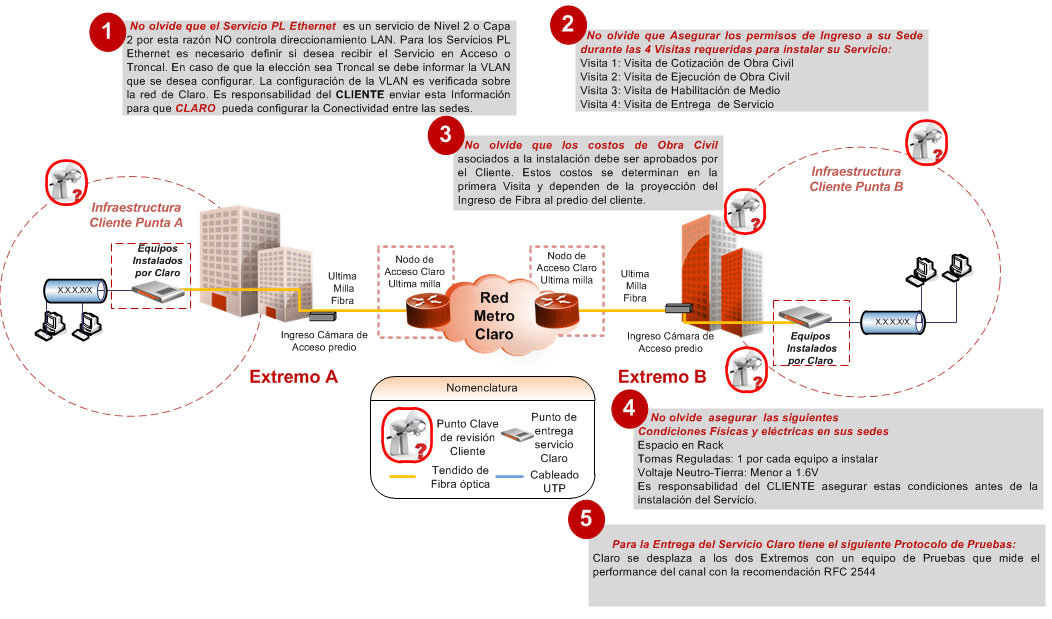 1
No olvide que el Servicio PL Ethernet es un servicio de Nivel 2 o Capa
2 por esta razón NO controla direccionamiento LAN. Para los Servicios PL
Ethernet es necesario definir si desea recibir el Servicio en Acceso o
Troncal. En caso de que la elección sea Troncal se debe informar la VLAN
que se desea configurar. La configuración de la VLAN es verificada sobre
la red de Claro. Es responsabilidad del CLIENTE enviar esta Información
para que CLARO pueda configurar la Conectividad entre las sedes.
2
No olvide que Asegurar los permisos de Ingreso a su Sede
durante las 4 Visitas requeridas para instalar su Servicio:
Visita 1: Visita de Cotización de Obra Civil
Visita 2: Visita de Ejecución de Obra Civil
Visita 3: Visita de Habilitación de Medio
Visita 4: Visita de Entrega de Servicio
3
No olvide que los costos de Obra Civil
asociados a la instalación debe ser aprobados por
el Cliente. Estos costos se determinan en la
primera Visita y dependen de la proyección del
Ingreso de Fibra al predio del cliente.
Infraestructura
Cliente Punta A
Infraestructura
Cliente Punta B
Equipos
Instalados
por Claro
X.X.X.X/X
Ultima
Milla
Fibra
Ingreso Cámara de
Acceso predio
Nodo de
Acceso Claro
Ultima milla
Red
Metro
Claro
Nodo de
Acceso Claro
Ultima milla
Ultima
Milla
Fibra
Ingreso Cámara de
Acceso predio
Equipos
Instalados
por Claro
X.X.X.X/X
Extremo A
Extremo B
Nomenclatura
Punto Clave
de revisión
Cliente
Punto de
entrega
servicio
Claro
Tendido de
Fibra óptica
Cableado
UTP
4
No olvide asegurar las siguientes
Condiciones Físicas y eléctricas en sus sedes
Espacio en Rack
Tomas Reguladas: 1 por cada equipo a instalar
Voltaje Neutro-Tierra: Menor a 1.6V
Es responsabilidad del CLIENTE asegurar estas condiciones antes de la
instalación del Servicio.
5
Para la Entrega del Servicio Claro tiene el siguiente Protocolo de Pruebas:
Claro se desplaza a los dos Extremos con un equipo de Pruebas que mide el
performance del canal con la recomendación RFC 2544